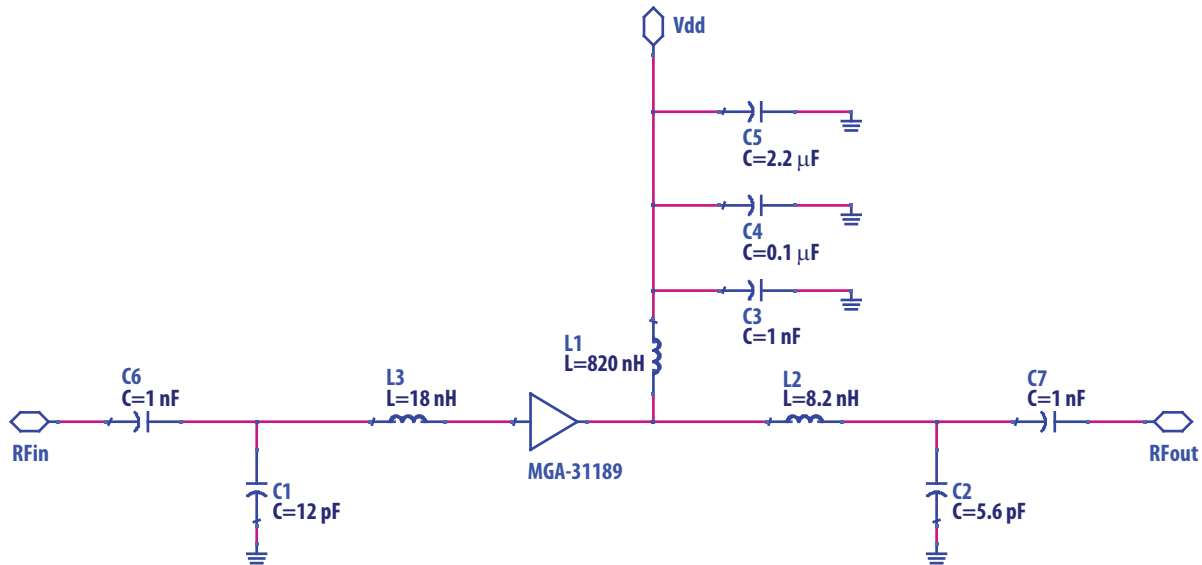 Vdd
C5
C=2.2 μF
C4
C=0.1 μF
C3
C=1 nF
L1
L=820 nH
C6
C=1 nF
L3
L=18 nH
L2
L=8.2 nH
C7
C=1 nF
RFin
MGA-31189
RFout
C1
C=12 pF
C2
C=5.6 pF